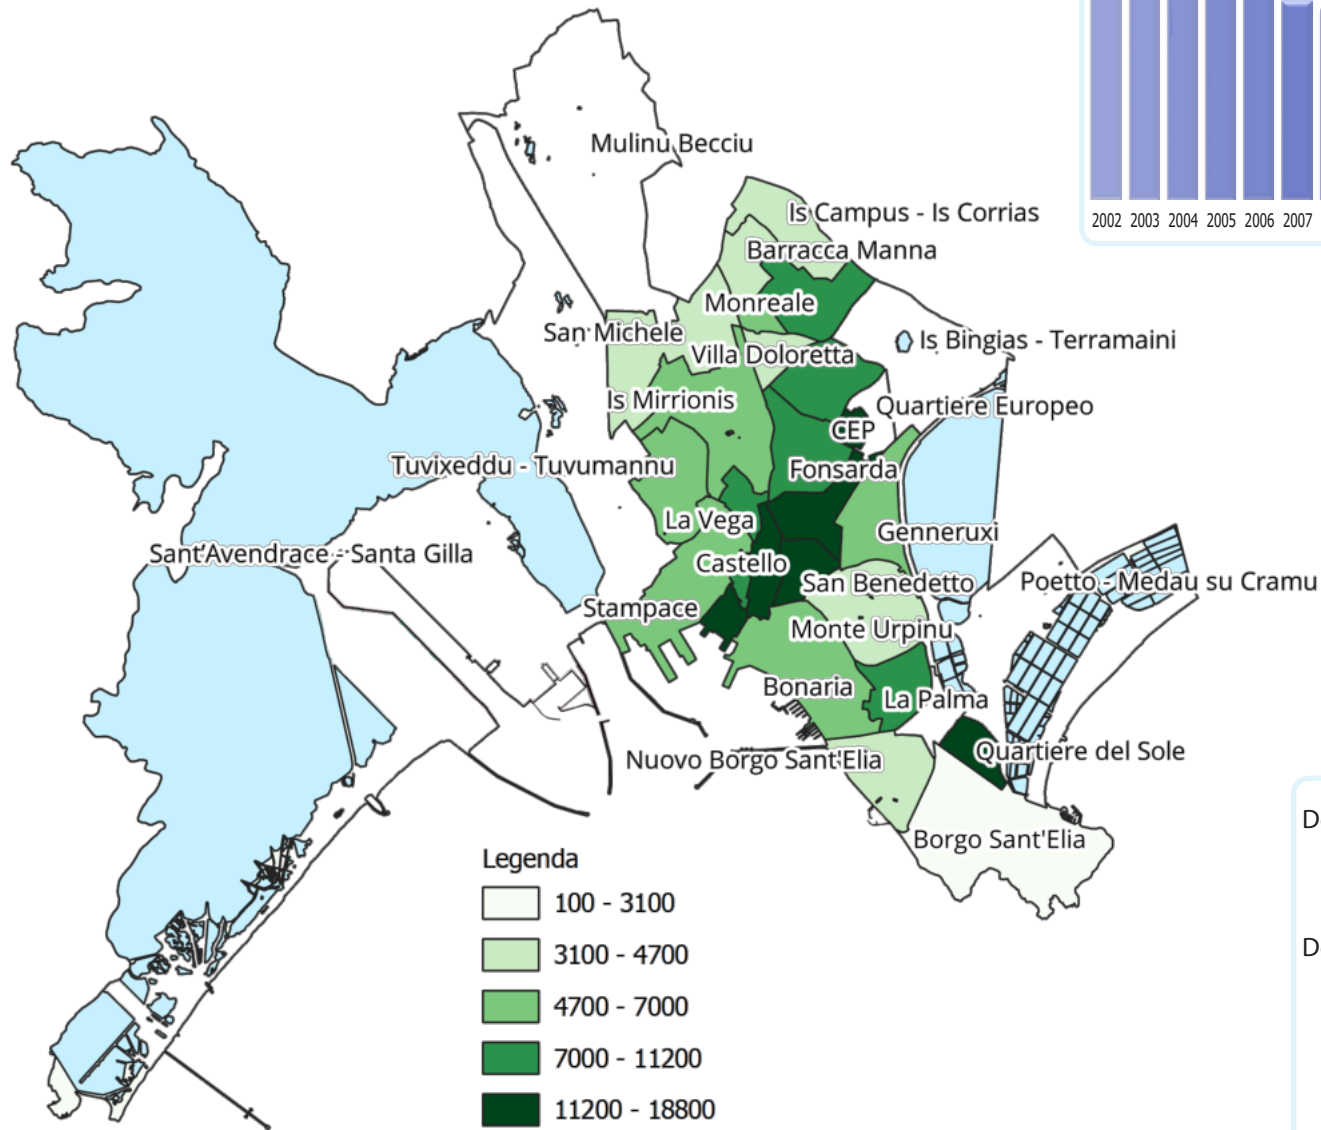 2002 2003 2004 2005 2006 2007
Mulinu Becciu
Is Campus - Is Corrias
Barracca Manna
Monreale
San Michele
Is Bingias - Terramaini
Villa Doloretta
Is Mirrionis
Quartiere Europeo
CEP
Tuvixeddu - Tuvumannu
Fonsarda
La Vega
Genneruxi
Sant'Avendrace - Santa Gilla
Castello
San Benedetto
Poetto - Medau su Cramu
Stampace
Monte Urpinu
Bonaria
La Palma
Quartiere del Sole
Nuovo Borgo Sant'Elia
Borgo Sant'Elia
Legenda
100 - 3100
3100 - 4700
4700 - 7000
7000 - 11200
11200 - 18800